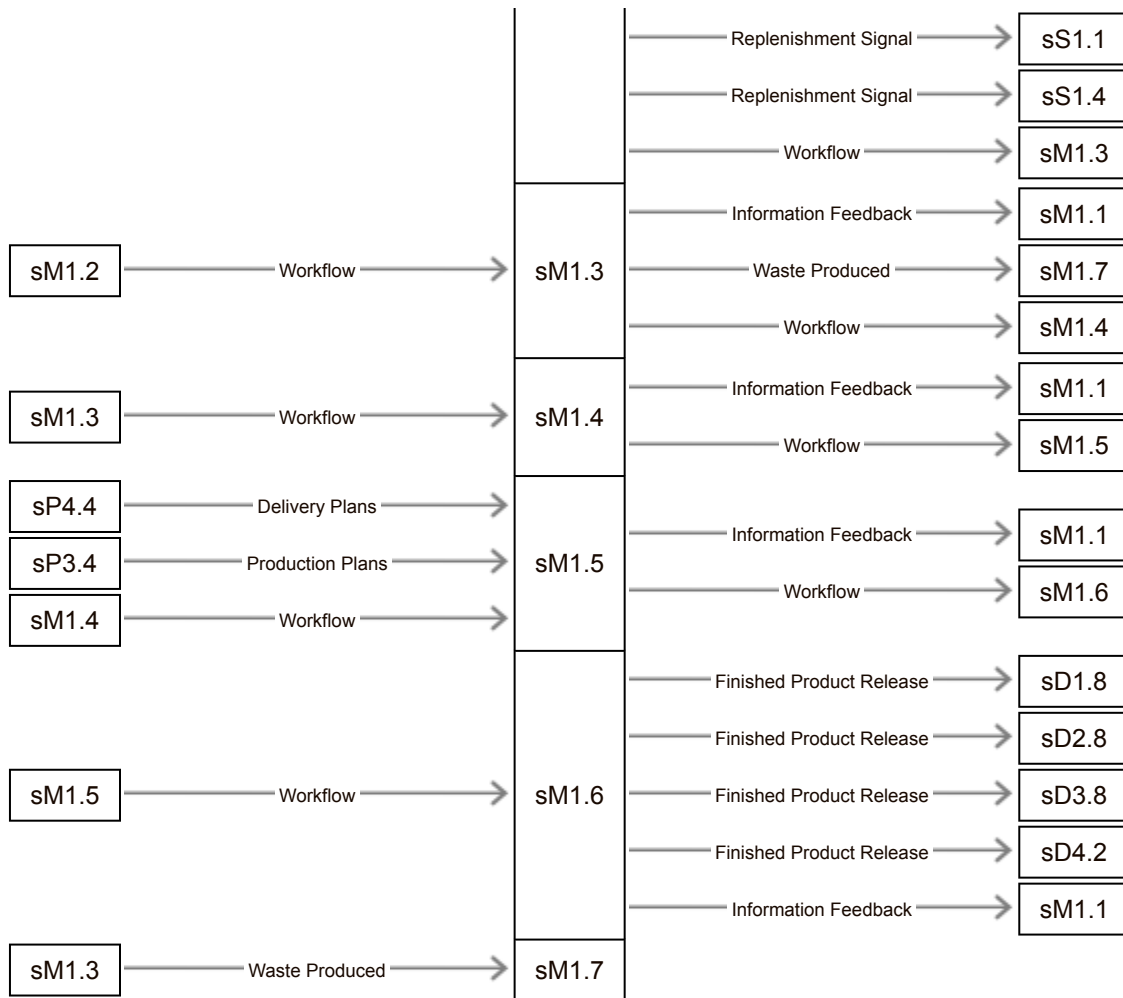 Replenishment Signal sS1.1
Replenishment Signal sS1.4
Workflow sM1.3
Information Feedback sM1.1
sM1.2 Workflow sM1.3 Waste Produced sM1.7
Workflow sM1.4
Information Feedback sM1.1
sM1.3 Workflow sM1.4
Workflow sM1.5
sP4.4 Delivery Plans
Information Feedback sM1.1
sP3.4 Production Plans sM1.5
Workflow sM1.6
sM1.4 Workflow
Finished Product Release sD1.8
Finished Product Release sD2.8
sM1.5 Workflow sM1.6 Finished Product Release sD3.8
Finished Product Release sD4.2
Information Feedback sM1.1
sM1.3 Waste Produced sM1.7